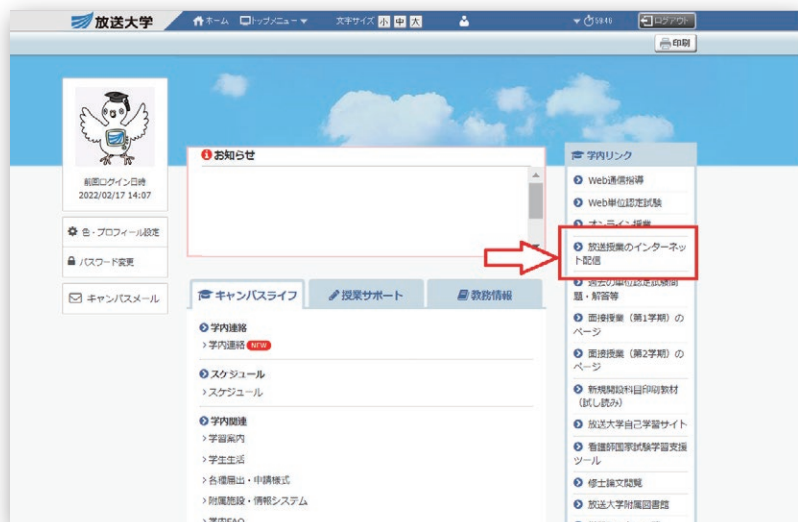 放送大学
ホーム トップメニュー 文字サイズ 小 中 大
59:40 ログアウト
印刷
前回ログイン日時
2022/02/17 14:07
色・プロフィール設定
パスワード変更
キャンパスメール
お知らせ
キャンパスライフ 授業サポート 教務情報
学内連絡
学内連絡 NEW
スケジュール
スケジュール
学内関連
学習案内
学生生活
各種届出・申請様式
附属施設・情報システム
学内FAQ
学内リンク
Web通信指導
Web単位認定試験
オンライン授業
放送授業のインターネッ
ト配信
過去の単位認定試験問
題・解答等
面接授業（第1学期）の
ページ
面接授業（第2学期）の
ページ
新規開設科目印刷教材
（試し読み）
放送大学自己学習サイト
看護師国家試験学習支援
ツール
修士論文閲覧
放送大学附属図書館